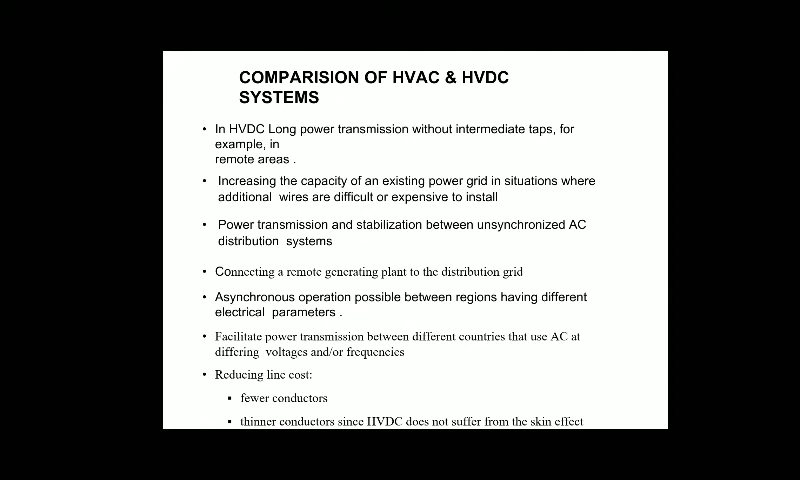 COMPARISION OF HVAC & HVDC
SYSTEMS
• In HVDC Long power transmission without intermediate taps, for
example, in
remote areas .
• Increasing the capacity of an existing power grid in situations where
additional wires are difficult or expensive to install
• Power transmission and stabilization between unsynchronized AC
distribution systems
• Connecting a remote generating plant to the distribution grid
• Asynchronous operation possible between regions having different
electrical parameters .
• Facilitate power transmission between different countries that use AC at
differing voltages and/or frequencies
• Reducing line cost:
▪ fewer conductors
▪ thinner conductors since HVDC does not suffer from the skin effect